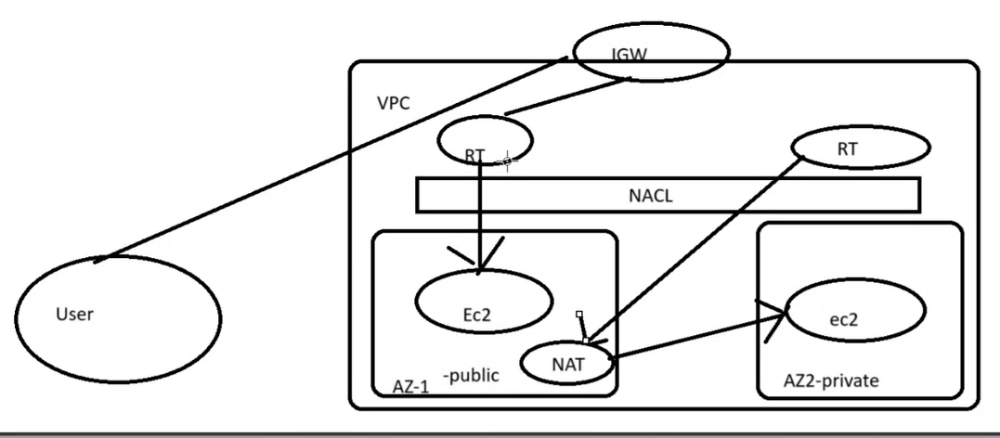 IGW
VPC
RT
RT
NACL
User
Ec2
ec2
NAT
AZ-1 -public
AZ2-private